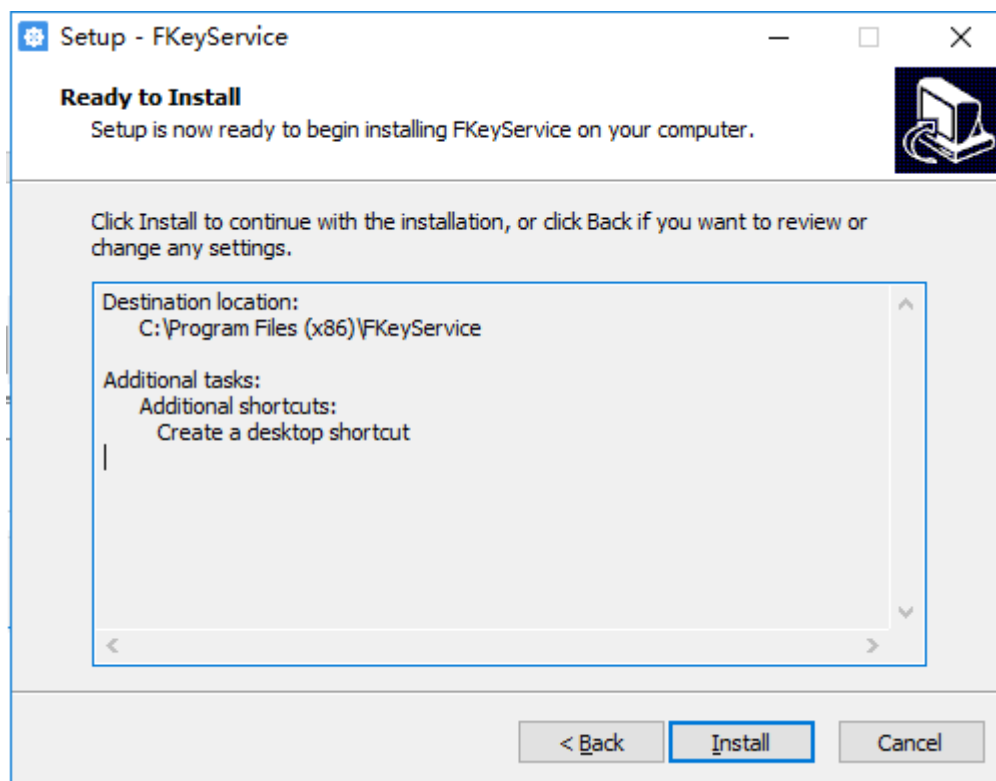 Setup - FKeyService
Ready to Install
Setup is now ready to begin installing FKeyService on your computer.
Click Install to continue with the installation, or click Back if you want to review or
change any settings.
Destination location:
C:\Program Files (x86)\FKeyService
Additional tasks:
Additional shortcuts:
Create a desktop shortcut
< Back
Install
Cancel